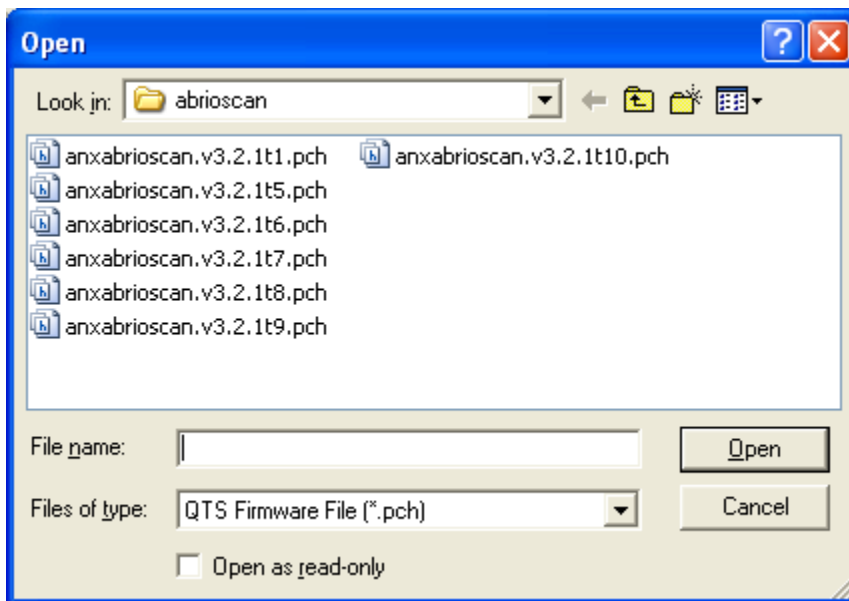 Open
Look in: abrioscan
anxabrioscan.v3.2.1t1.pch
anxabrioscan.v3.2.1t5.pch
anxabrioscan.v3.2.1t6.pch
anxabrioscan.v3.2.1t7.pch
anxabrioscan.v3.2.1t8.pch
anxabrioscan.v3.2.1t9.pch
anxabrioscan.v3.2.1t10.pch
File name:
Open
Files of type: QTS Firmware File (*.pch)
Cancel
Open as read-only